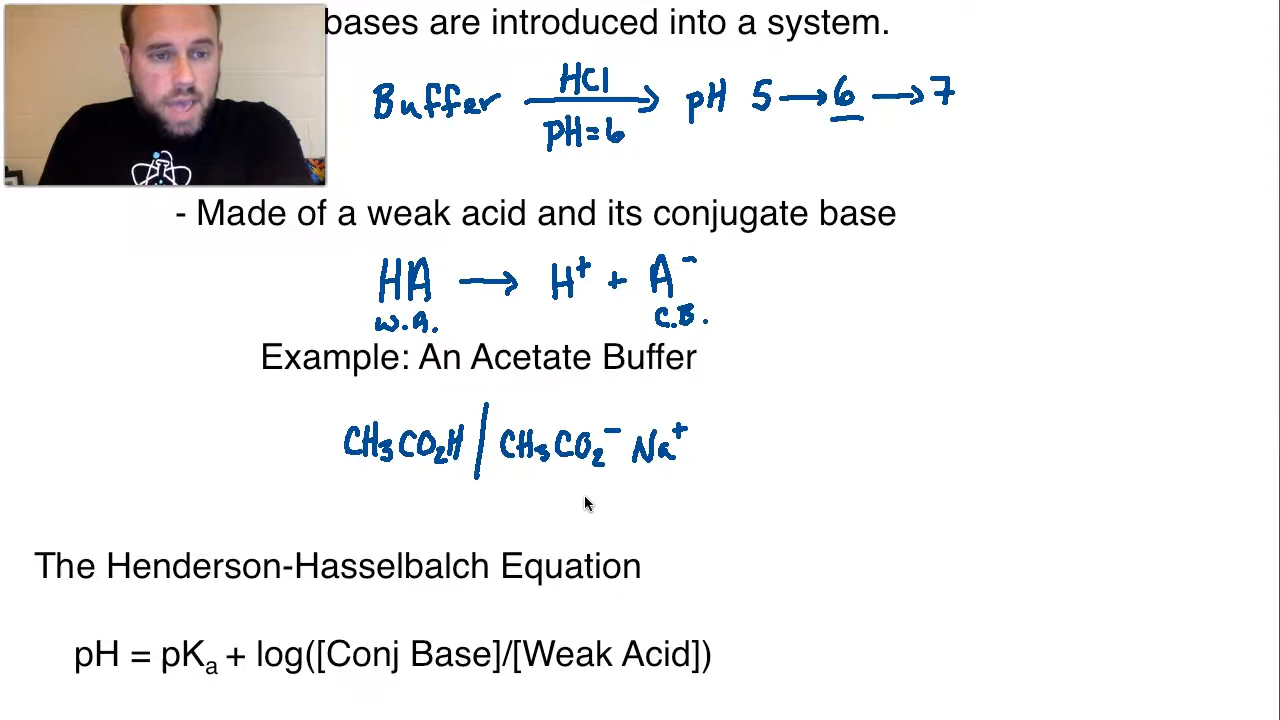 bases are introduced into a system.
Buffer HCl pH=6 → pH 5 → 6 → 7
- Made of a weak acid and its conjugate base
HA → H⁺ + A⁻
W.A. C.B.
Example: An Acetate Buffer
CH₃CO₂H / CH₃CO₂⁻ Na⁺
The Henderson-Hasselbalch Equation
pH = pKₐ + log([Conj Base]/[Weak Acid])